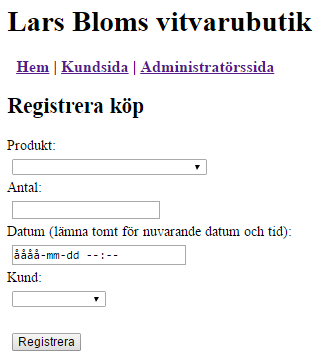 Lars Bloms vitvarubutik
Hem | Kundsida | Administratörssida
Registrera köp
Produkt:
Antal:
Datum (lämna tomt för nuvarande datum och tid):
åååå-mm-dd --:--
Kund:
Registrera